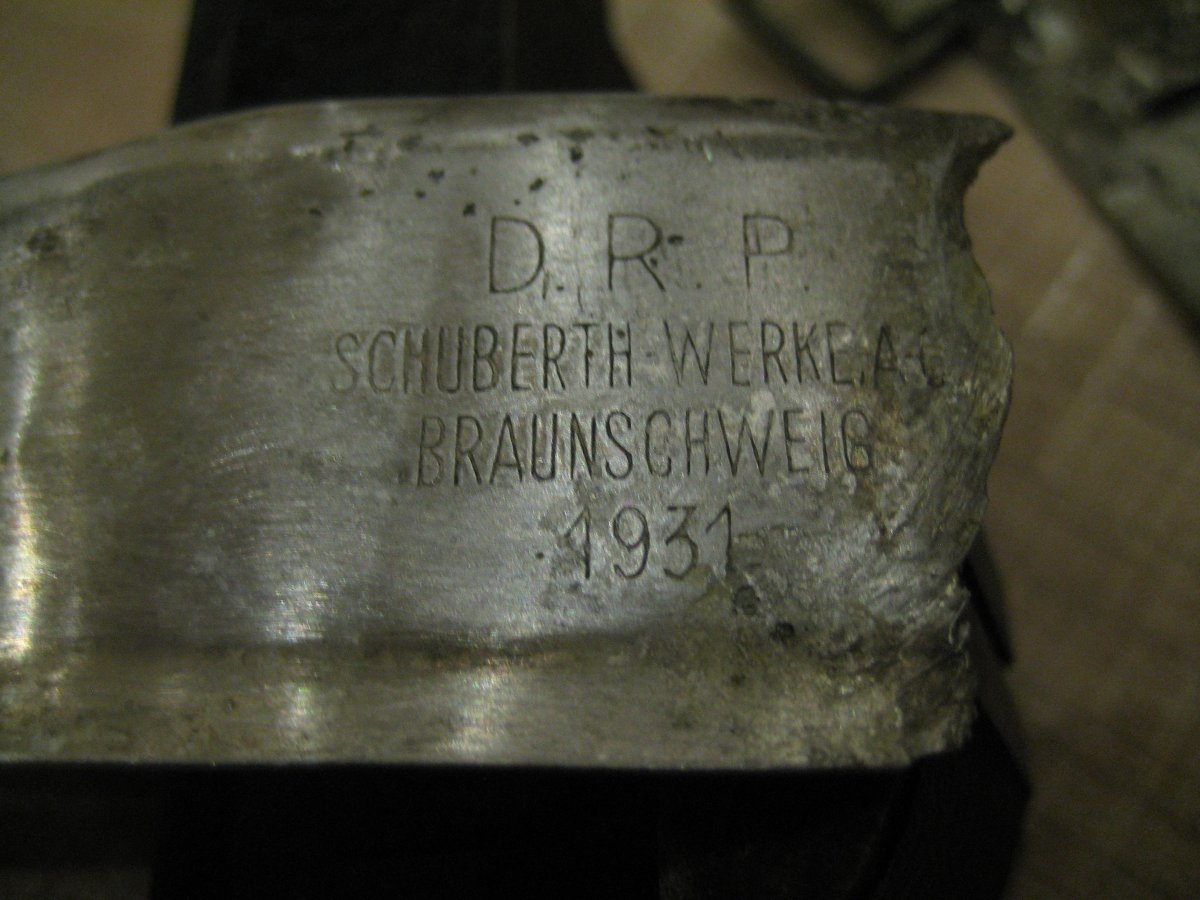 D. R. P.
SCHUBERTH-WERKE.A-G
BRAUNSCHWEIG
1931